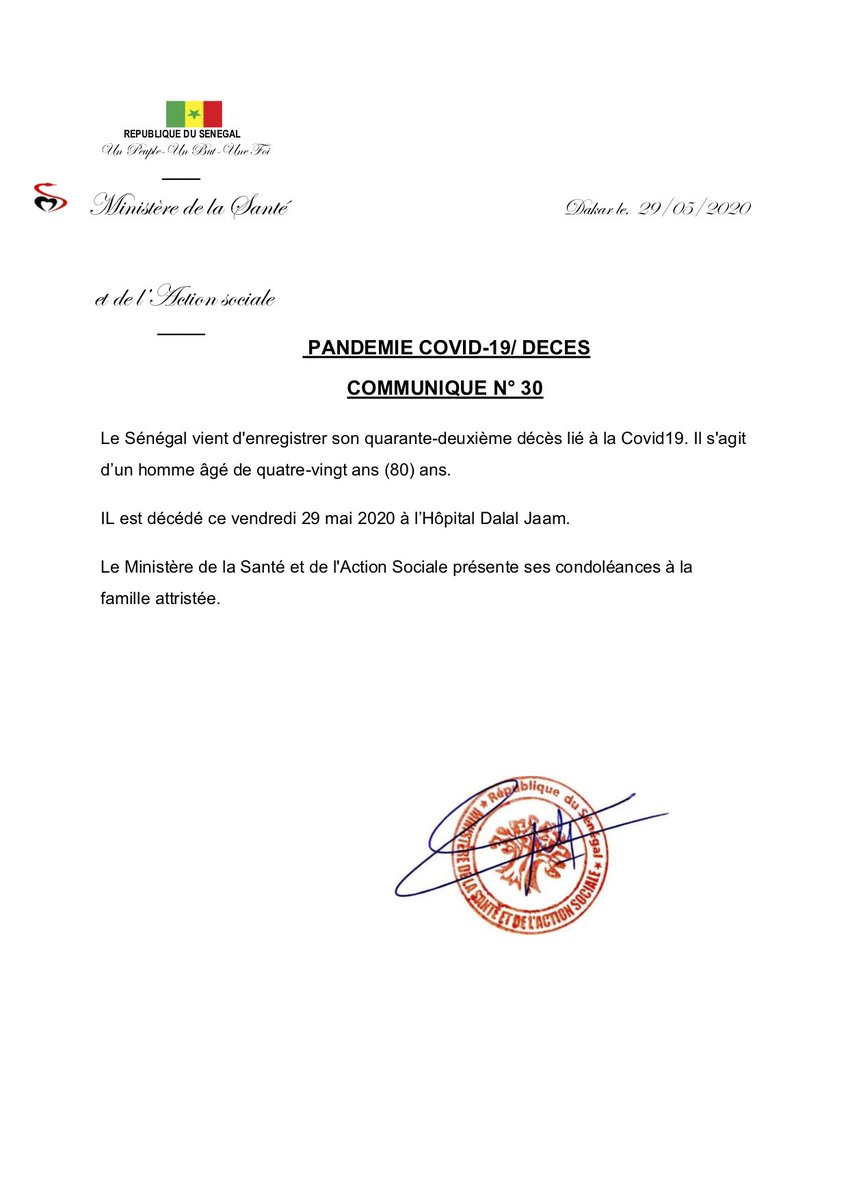 REPUBLIQUE DU SENEGAL
Un Peuple - Un But - Une Foi
Ministère de la Santé
Dakar le, 29/05/2020
et de l'Action sociale
PANDEMIE COVID-19/ DECES
COMMUNIQUE N° 30
Le Sénégal vient d'enregistrer son quarante-deuxième décès lié à la Covid19. Il s'agit
d’un homme âgé de quatre-vingt ans (80) ans.
IL est décédé ce vendredi 29 mai 2020 à l’Hôpital Dalal Jaam.
Le Ministère de la Santé et de l'Action Sociale présente ses condoléances à la
famille attristée.
★ République du Sénégal ★
MINISTÈRE DE LA SANTÉ ET DE L'ACTION SOCIALE